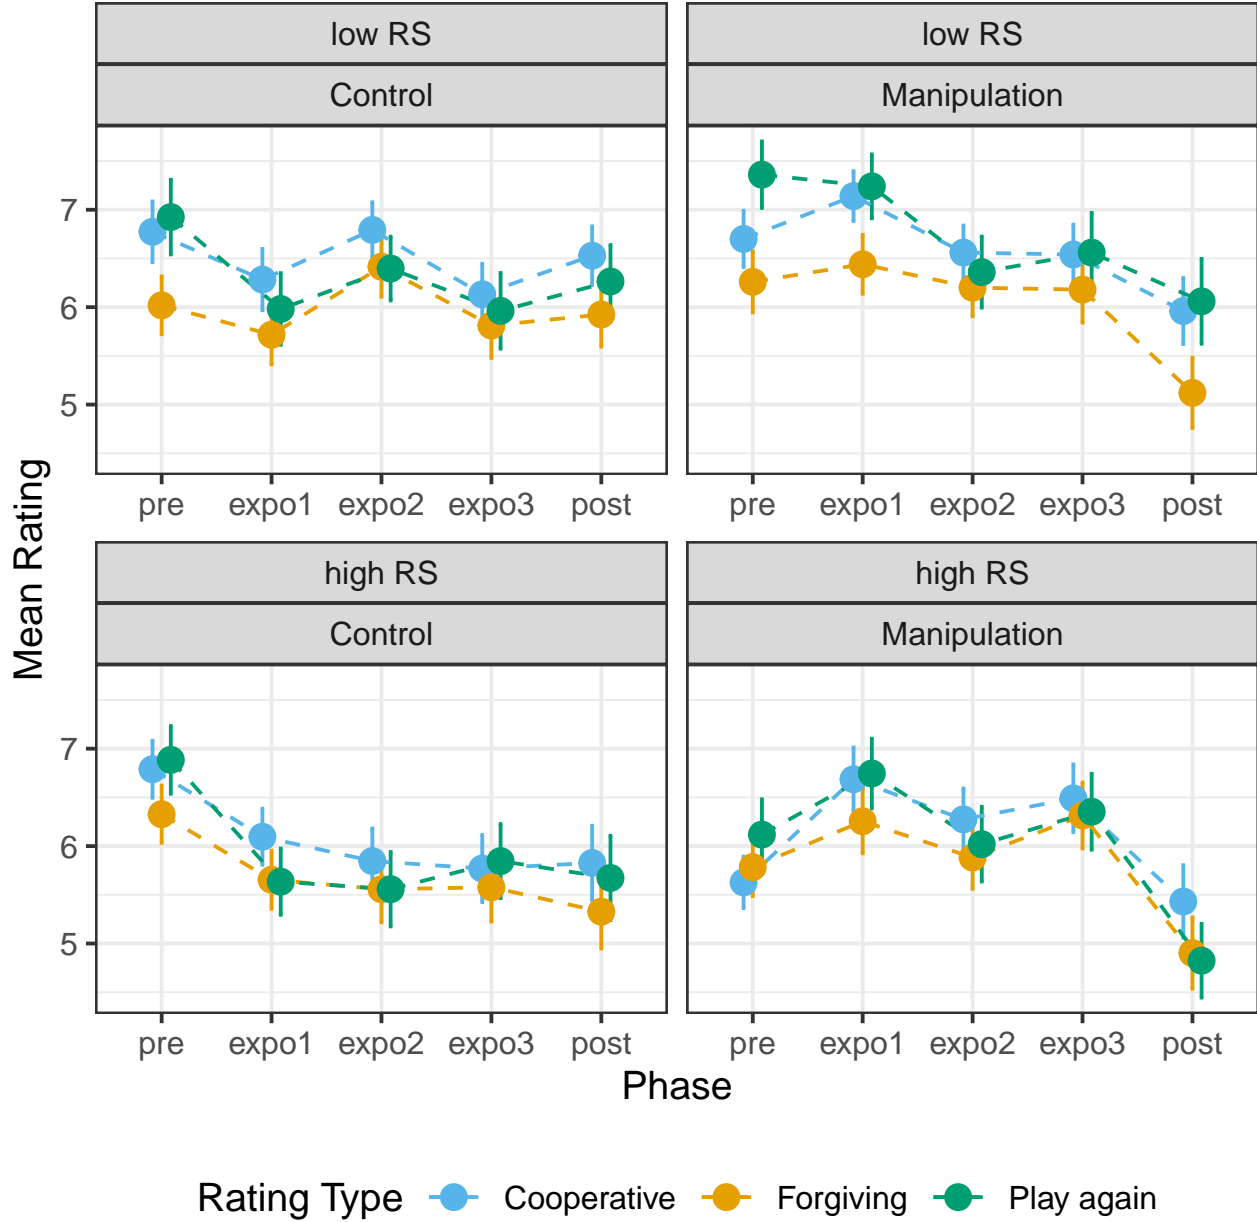 low RS
low RS
Control
Manipulation
7
6
5
pre expo1 expo2 expo3 post
pre expo1 expo2 expo3 post
Mean Rating
high RS
high RS
Control
Manipulation
7
6
5
pre expo1 expo2 expo3 post
pre expo1 expo2 expo3 post
Phase
Rating Type Cooperative Forgiving Play again